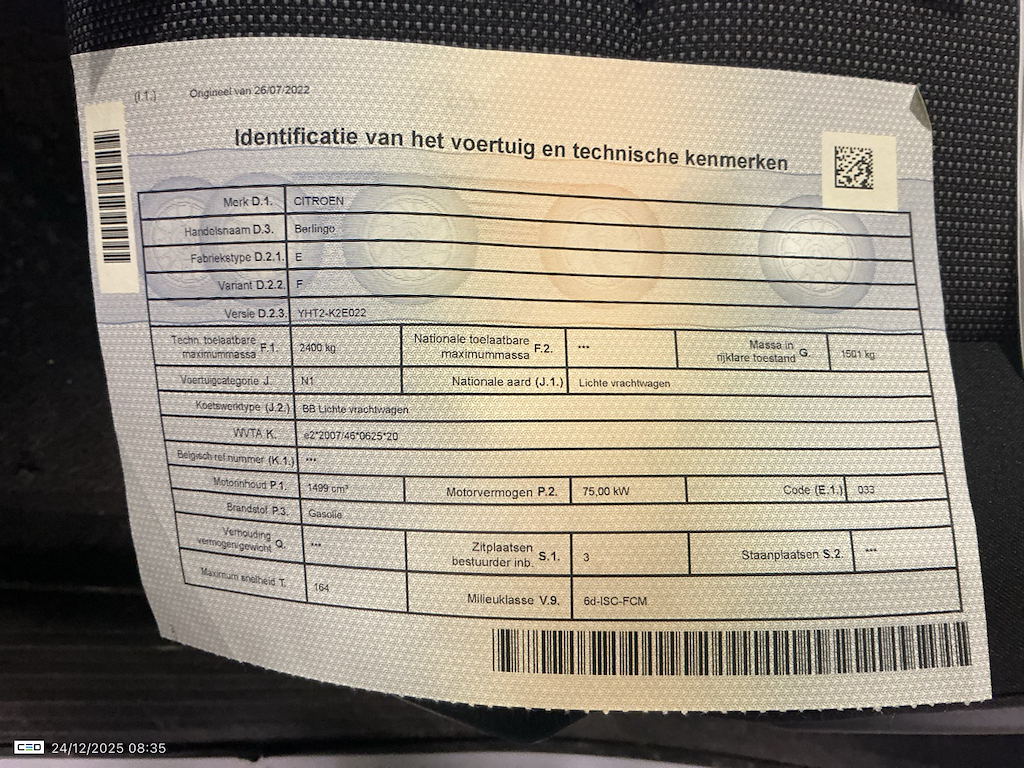 (I.1.) Origineel van 26/07/2022
Identificatie van het voertuig en technische kenmerken
Merk D.1. CITROEN
Handelsnaam D.3. Berlingo
Fabriekstype D.2.1. E
Variant D.2.2. F
Versie D.2.3. YHT2-K2E022
Techn. toelaatbare maximummassa F.1. 2400 kg Nationale toelaatbare maximummassa F.2. *** Massa in rijklare toestand G. 1501 kg
Voertuigcategorie J. N1 Nationale aard (J.1.) Lichte vrachtwagen
Koetswerktype (J.2.) BB Lichte vrachtwagen
WVTA K. e2*2007/46*0625*20
Belgisch ref.nummer (K.1.) ***
Motorinhoud P.1. 1499 cm³ Motorvermogen P.2. 75,00 kW Code (E.1.) 033
Brandstof P.3. Gasolie
Verhouding vermogen/gewicht Q. *** Zitplaatsen bestuurder inb. S.1. 3 Staanplaatsen S.2. ***
Maximum snelheid T. 164 Milieuklasse V.9. 6d-ISC-FCM
CEO 24/12/2025 08:35